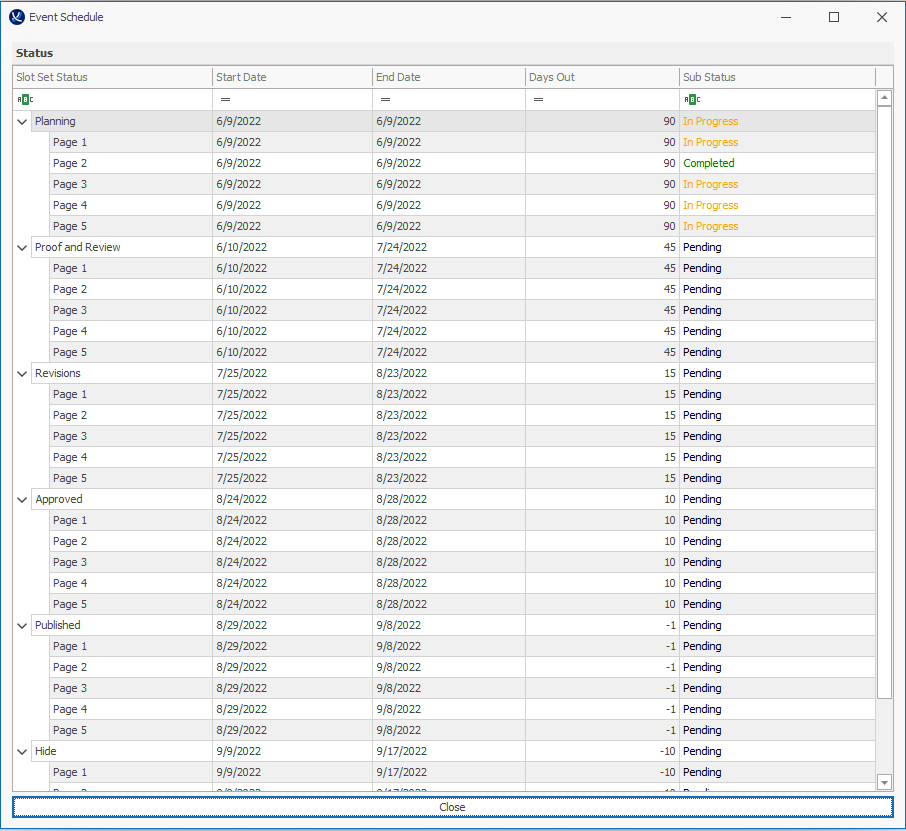 Event Schedule
Status
Slot Set Status Start Date End Date Days Out Sub Status
ABC = = = ABC
Planning 6/9/2022 6/9/2022 90 In Progress
Page 1 6/9/2022 6/9/2022 90 In Progress
Page 2 6/9/2022 6/9/2022 90 Completed
Page 3 6/9/2022 6/9/2022 90 In Progress
Page 4 6/9/2022 6/9/2022 90 In Progress
Page 5 6/9/2022 6/9/2022 90 In Progress
Proof and Review 6/10/2022 7/24/2022 45 Pending
Page 1 6/10/2022 7/24/2022 45 Pending
Page 2 6/10/2022 7/24/2022 45 Pending
Page 3 6/10/2022 7/24/2022 45 Pending
Page 4 6/10/2022 7/24/2022 45 Pending
Page 5 6/10/2022 7/24/2022 45 Pending
Revisions 7/25/2022 8/23/2022 15 Pending
Page 1 7/25/2022 8/23/2022 15 Pending
Page 2 7/25/2022 8/23/2022 15 Pending
Page 3 7/25/2022 8/23/2022 15 Pending
Page 4 7/25/2022 8/23/2022 15 Pending
Page 5 7/25/2022 8/23/2022 15 Pending
Approved 8/24/2022 8/28/2022 10 Pending
Page 1 8/24/2022 8/28/2022 10 Pending
Page 2 8/24/2022 8/28/2022 10 Pending
Page 3 8/24/2022 8/28/2022 10 Pending
Page 4 8/24/2022 8/28/2022 10 Pending
Page 5 8/24/2022 8/28/2022 10 Pending
Published 8/29/2022 9/8/2022 -1 Pending
Page 1 8/29/2022 9/8/2022 -1 Pending
Page 2 8/29/2022 9/8/2022 -1 Pending
Page 3 8/29/2022 9/8/2022 -1 Pending
Page 4 8/29/2022 9/8/2022 -1 Pending
Page 5 8/29/2022 9/8/2022 -1 Pending
Hide 9/9/2022 9/17/2022 -10 Pending
Page 1 9/9/2022 9/17/2022 -10 Pending
Close